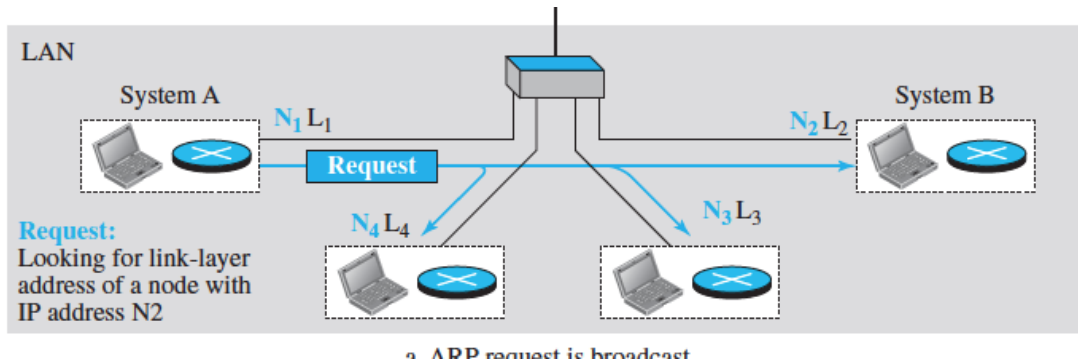 LAN
System A
System B
N1 L1
N2 L2
Request
N4 L4
N3 L3
Request:
Looking for link-layer
address of a node with
IP address N2
a. ARP request is broadcast